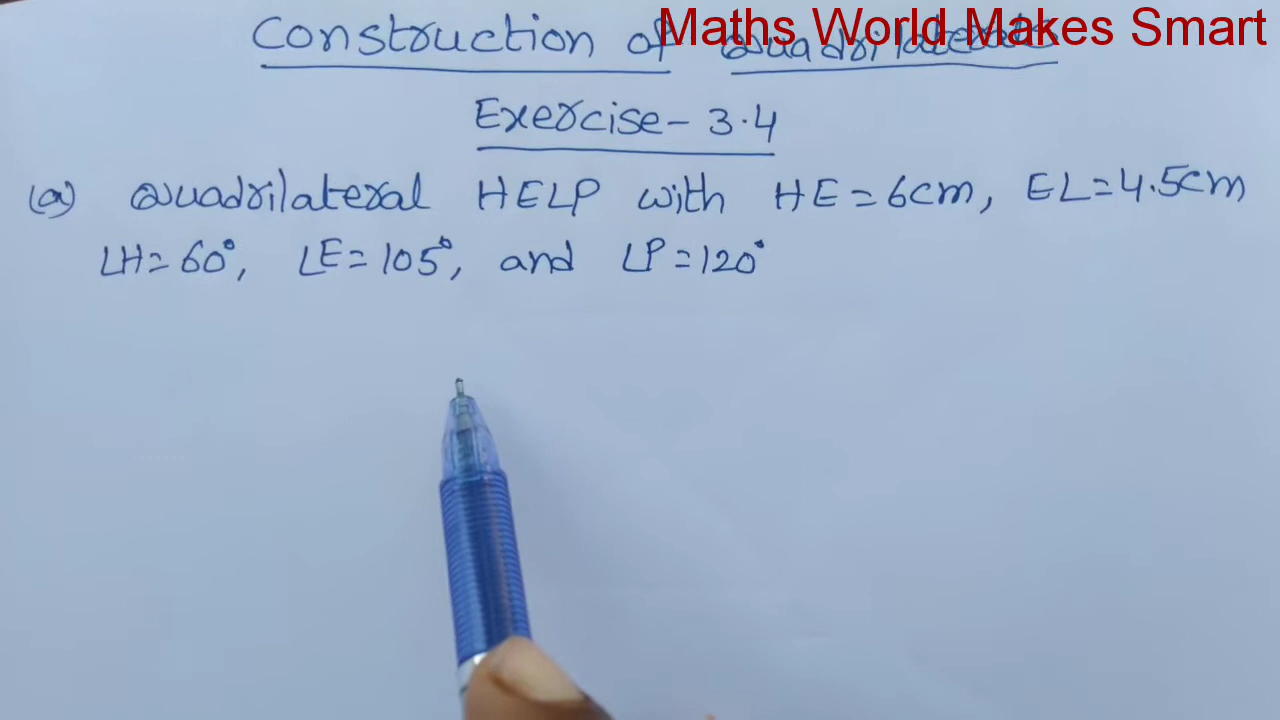 Maths World Makes Smart
Construction of Quadrilaterals
Exercise - 3.4
(a) Quadrilateral HELP with HE = 6cm, EL = 4.5cm
∠H = 60°, ∠E = 105°, and ∠P = 120°